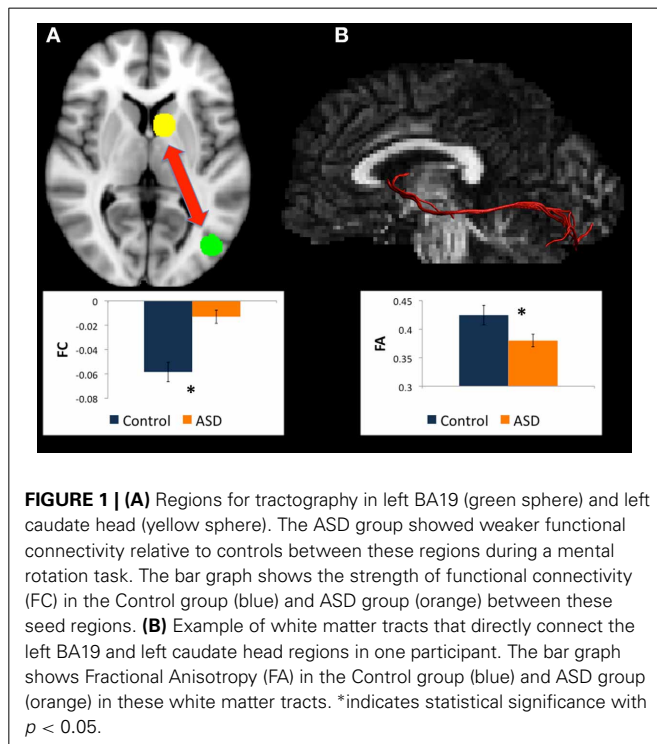 A
B
0
-0.02
-0.04
-0.06
-0.08
FC
*
Control ASD
0.45
0.4
0.35
0.3
FA
*
Control ASD
FIGURE 1 | (A) Regions for tractography in left BA19 (green sphere) and left
caudate head (yellow sphere). The ASD group showed weaker functional
connectivity relative to controls between these regions during a mental
rotation task. The bar graph shows the strength of functional connectivity
(FC) in the Control group (blue) and ASD group (orange) between these
seed regions. (B) Example of white matter tracts that directly connect the
left BA19 and left caudate head regions in one participant. The bar graph
shows Fractional Anisotropy (FA) in the Control group (blue) and ASD group
(orange) in these white matter tracts. *indicates statistical significance with
p < 0.05.